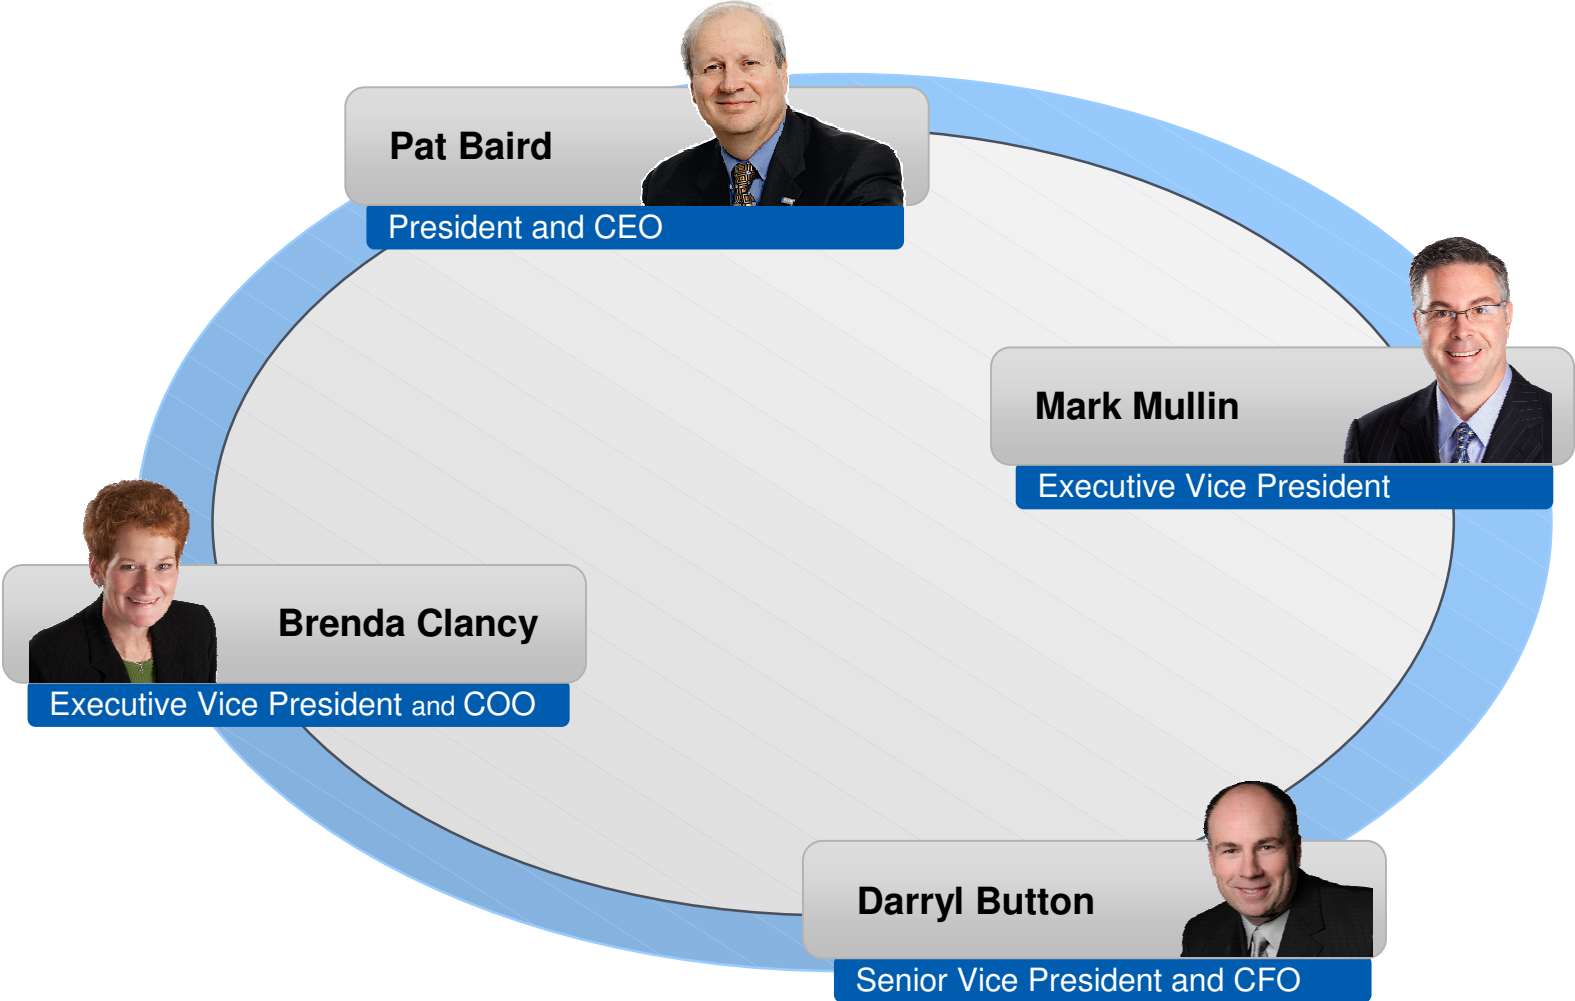 Pat Baird
President and CEO
Mark Mullin
Executive Vice President
Brenda Clancy
Executive Vice President and COO
Darryl Button
Senior Vice President and CFO